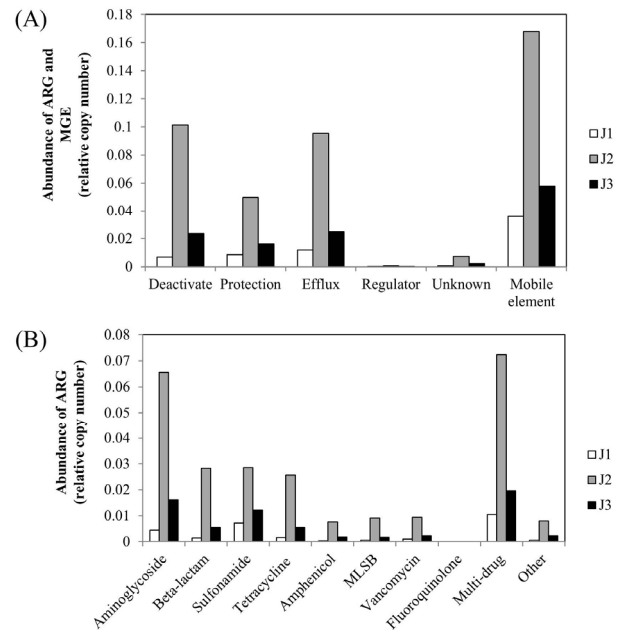 (A)
Abundance of ARG and
MGE
(relative copy number)
0.18
0.16
0.14
0.12
0.1
0.08
0.06
0.04
0.02
0
Deactivate Protection Efflux Regulator Unknown Mobile
element
J1
J2
J3
(B)
Abundance of ARG
(relative copy number)
0.08
0.07
0.06
0.05
0.04
0.03
0.02
0.01
0
Aminoglycoside
Beta-lactam
Sulfonamide
Tetracycline
Amphenicol
MLSB
Vancomycin
Fluoroquinolone
Multi-drug
Other
J1
J2
J3